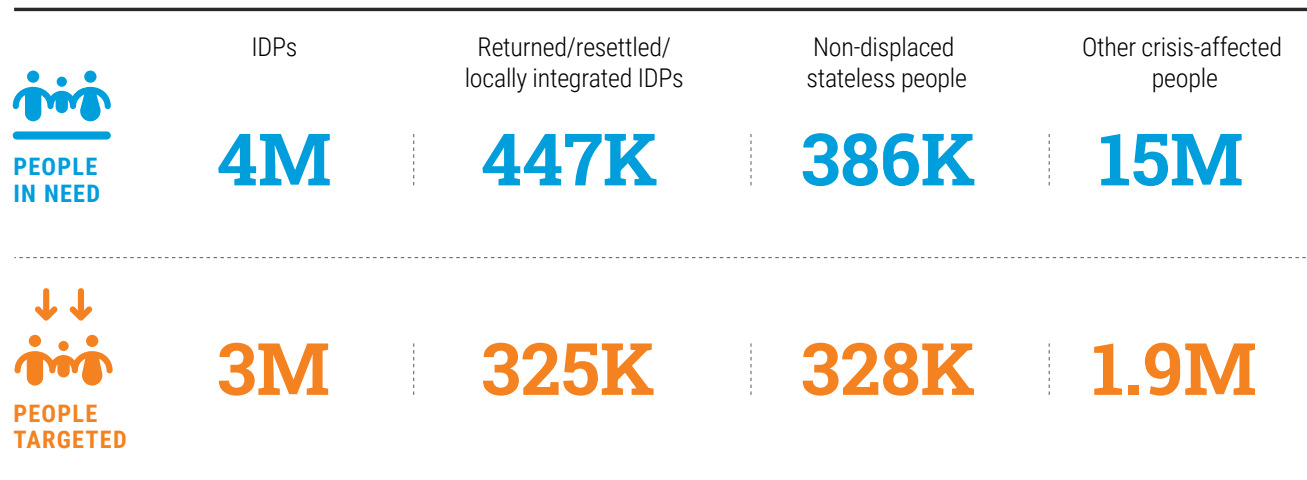 IDPs
Returned/resettled/
locally integrated IDPs
Non-displaced
stateless people
Other crisis-affected
people
PEOPLE
IN NEED
4M
447K
386K
15M
PEOPLE
TARGETED
3M
325K
328K
1.9M